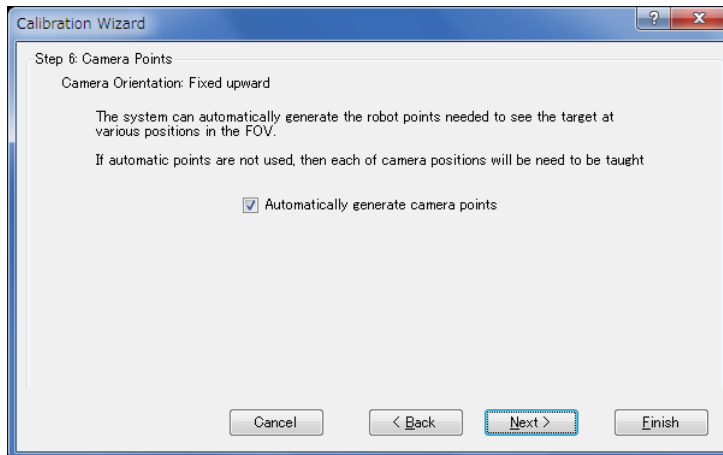 Calibration Wizard
?
X
Step 6: Camera Points
Camera Orientation: Fixed upward
The system can automatically generate the robot points needed to see the target at
various positions in the FOV.
If automatic points are not used, then each of camera positions will be need to be taught
Automatically generate camera points
Cancel
< Back
Next >
Finish